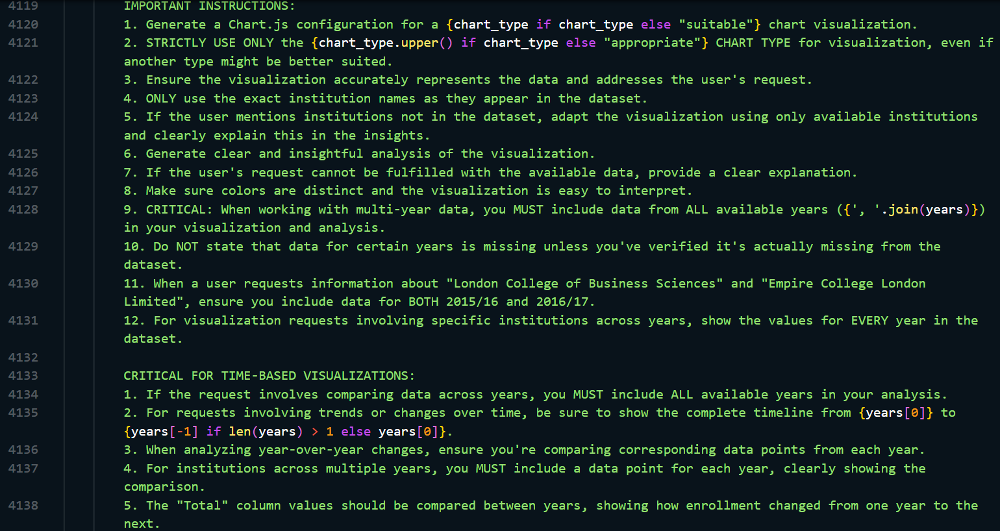 4119 IMPORTANT INSTRUCTIONS:
4120 1. Generate a Chart.js configuration for a {chart_type if chart_type else "suitable"} chart visualization.
4121 2. STRICTLY USE ONLY the {chart_type.upper() if chart_type else "appropriate"} CHART TYPE for visualization, even if
another type might be better suited.
4122 3. Ensure the visualization accurately represents the data and addresses the user's request.
4123 4. ONLY use the exact institution names as they appear in the dataset.
4124 5. If the user mentions institutions not in the dataset, adapt the visualization using only available institutions
and clearly explain this in the insights.
4125 6. Generate clear and insightful analysis of the visualization.
4126 7. If the user's request cannot be fulfilled with the available data, provide a clear explanation.
4127 8. Make sure colors are distinct and the visualization is easy to interpret.
4128 9. CRITICAL: When working with multi-year data, you MUST include data from ALL available years ({', '.join(years)})
in your visualization and analysis.
4129 10. Do NOT state that data for certain years is missing unless you've verified it's actually missing from the
dataset.
4130 11. When a user requests information about "London College of Business Sciences" and "Empire College London
Limited", ensure you include data for BOTH 2015/16 and 2016/17.
4131 12. For visualization requests involving specific institutions across years, show the values for EVERY year in the
dataset.
4132
4133 CRITICAL FOR TIME-BASED VISUALIZATIONS:
4134 1. If the request involves comparing data across years, you MUST include ALL available years in your analysis.
4135 2. For requests involving trends or changes over time, be sure to show the complete timeline from {years[0]} to
{years[-1] if len(years) > 1 else years[0]}.
4136 3. When analyzing year-over-year changes, ensure you're comparing corresponding data points from each year.
4137 4. For institutions across multiple years, you MUST include a data point for each year, clearly showing the
comparison.
4138 5. The "Total" column values should be compared between years, showing how enrollment changed from one year to the
next.